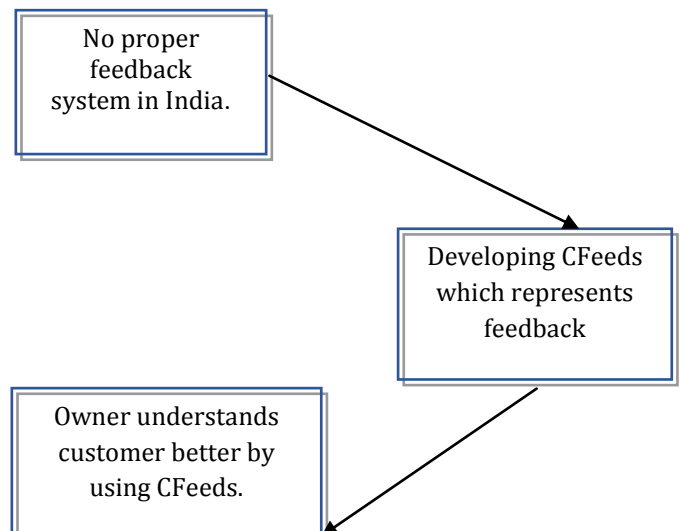 No proper
feedback
system in India.
Developing CFeeds
which represents
feedback
Owner understands
customer better by
using CFeeds.